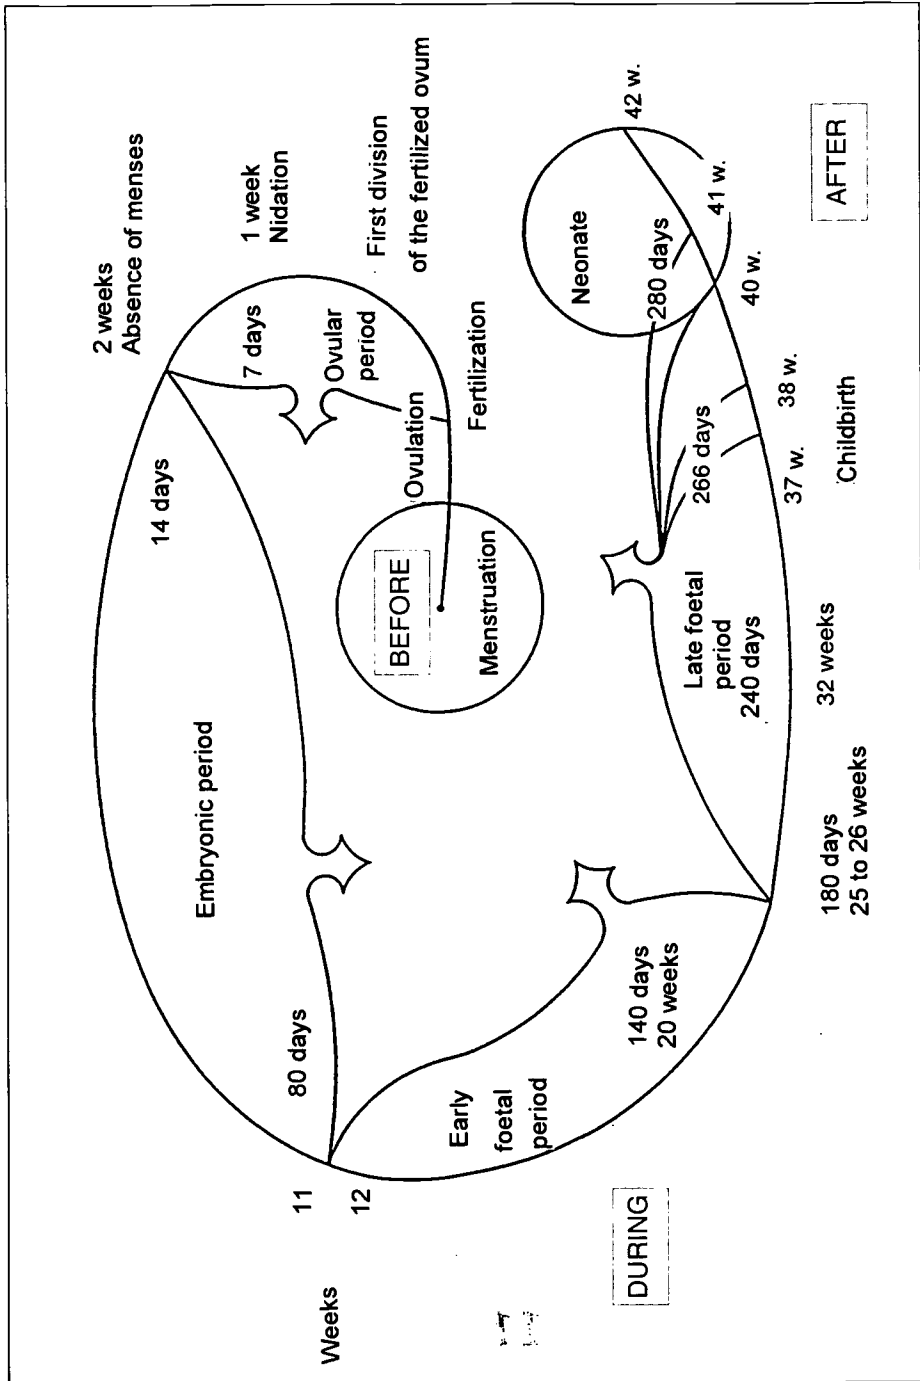 2 weeks
Absence of menses
1 week
Nidation
First division
of the fertilized ovum
14 days
7 days
Ovular
period
Ovulation
Fertilization
Embryonic period
BEFORE
Menstruation
80 days
Weeks
11
12
Early
foetal
period
140 days
20 weeks
DURING
180 days
25 to 26 weeks
Late foetal
period
240 days
32 weeks
266 days
280 days
Neonate
37 w.
38 w.
Childbirth
40 w.
41 w.
42 w.
AFTER